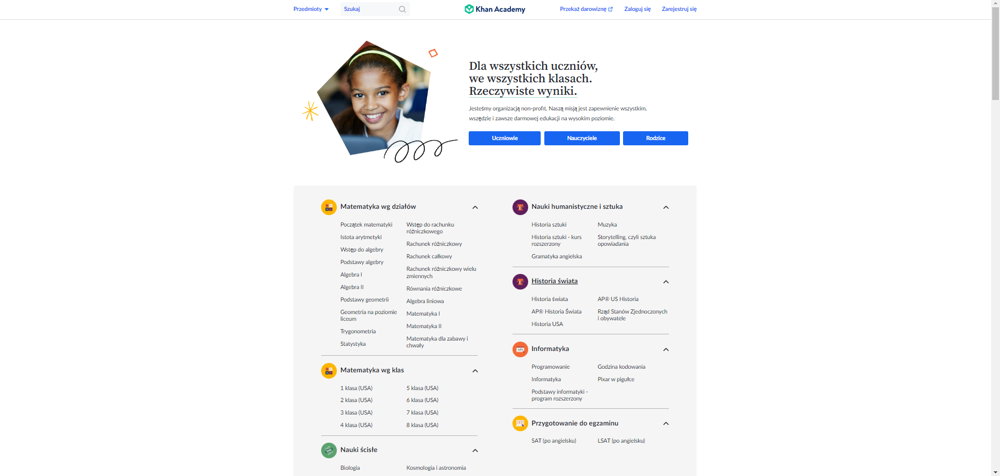 Przedmioty
Szukaj
Khan Academy
Przekaż darowiznę
Zaloguj się
Zarejestruj się
Dla wszystkich uczniów,
we wszystkich klasach.
Rzeczywiste wyniki.
Jesteśmy organizacją non-profit. Naszą misją jest zapewnienie wszystkim,
wszędzie i zawsze darmowej edukacji na wysokim poziomie.
Uczniowie
Nauczyciele
Rodzice
Matematyka wg działów
Początek matematyki
Istota arytmetyki
Wstęp do algebry
Podstawy algebry
Algebra I
Algebra II
Podstawy geometrii
Geometria na poziomie
liceum
Trygonometria
Statystyka
Wstęp do rachunku
różniczkowego
Rachunek różniczkowy
Rachunek całkowy
Rachunek różniczkowy wielu
zmiennych
Równania różniczkowe
Algebra liniowa
Matematyka I
Matematyka II
Matematyka dla zabawy i
chwały
Matematyka wg klas
1 klasa (USA)
2 klasa (USA)
3 klasa (USA)
4 klasa (USA)
5 klasa (USA)
6 klasa (USA)
7 klasa (USA)
8 klasa (USA)
Nauki ścisłe
Biologia
Kosmologia i astronomia
Nauki humanistyczne i sztuka
Historia sztuki
Historia sztuki - kurs
rozszerzony
Gramatyka angielska
Muzyka
Storytelling, czyli sztuka
opowiadania
Historia świata
Historia świata
AP® Historia Świata
Historia USA
AP® US Historia
Rząd Stanów Zjednoczonych
i obywatele
Informatyka
Programowanie
Informatyka
Podstawy informatyki -
program rozszerzony
Godzina kodowania
Pixar w pigułce
Przygotowanie do egzaminu
SAT (po angielsku)
LSAT (po angielsku)